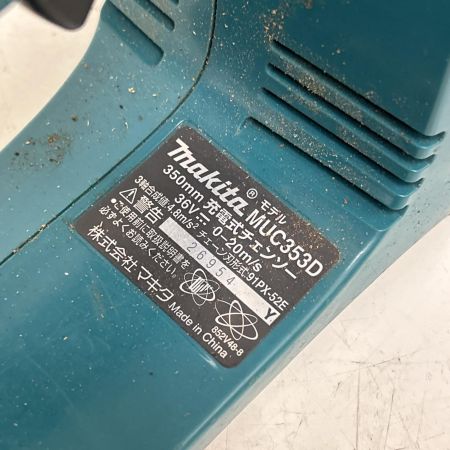 makita® モデル MUC353D
350mm 充電式チェンソー
36V⎓ 0-20m/s
3軸合成値:4.8m/s² チェーン刃形式:91PX-52E
⚠警告
•ご使用前に取扱説明書を
必ずお読みください。
26954 Y
株式会社 マキタ Made in China
852V48-8